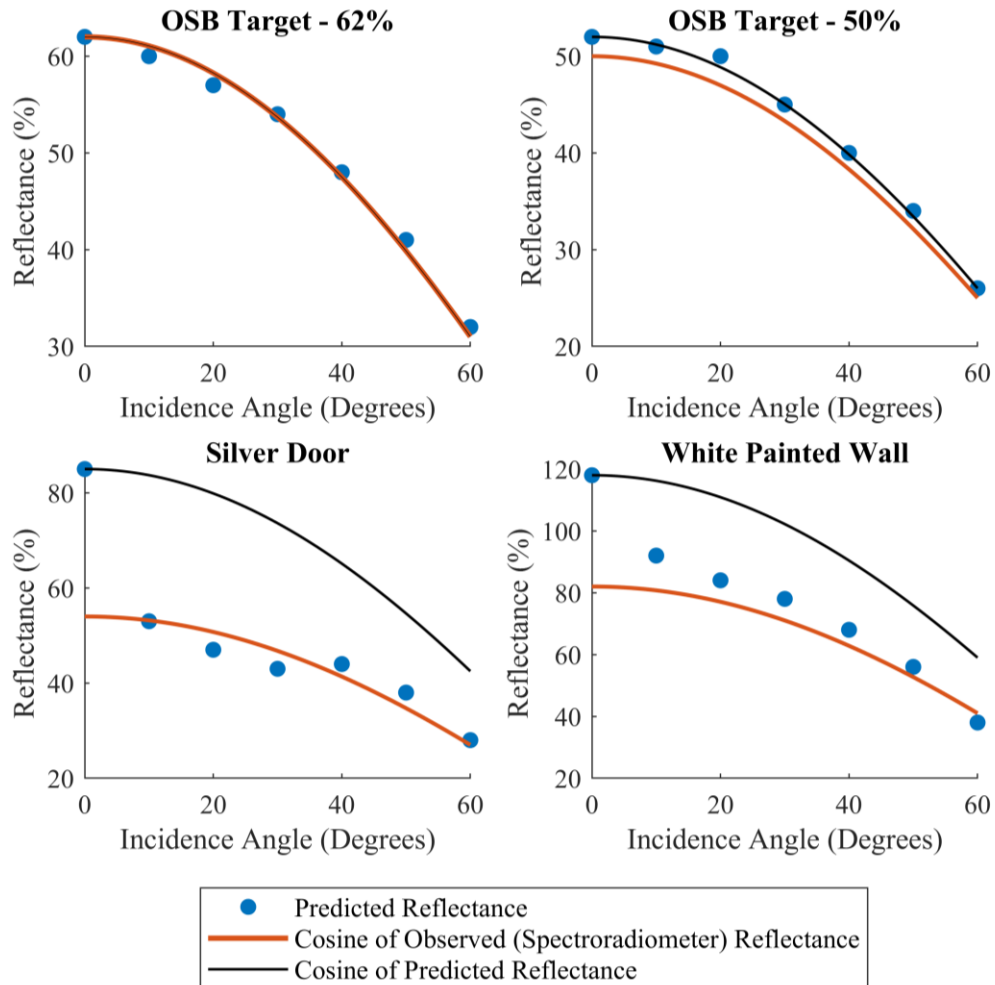 OSB Target - 62%
Reflectance (%)
60
50
40
30
0
20
40
60
Incidence Angle (Degrees)
OSB Target - 50%
Reflectance (%)
50
40
30
20
0
20
40
60
Incidence Angle (Degrees)
Silver Door
Reflectance (%)
80
60
40
20
0
20
40
60
Incidence Angle (Degrees)
White Painted Wall
Reflectance (%)
120
100
80
60
40
20
0
20
40
60
Incidence Angle (Degrees)
Predicted Reflectance
Cosine of Observed (Spectroradiometer) Reflectance
Cosine of Predicted Reflectance